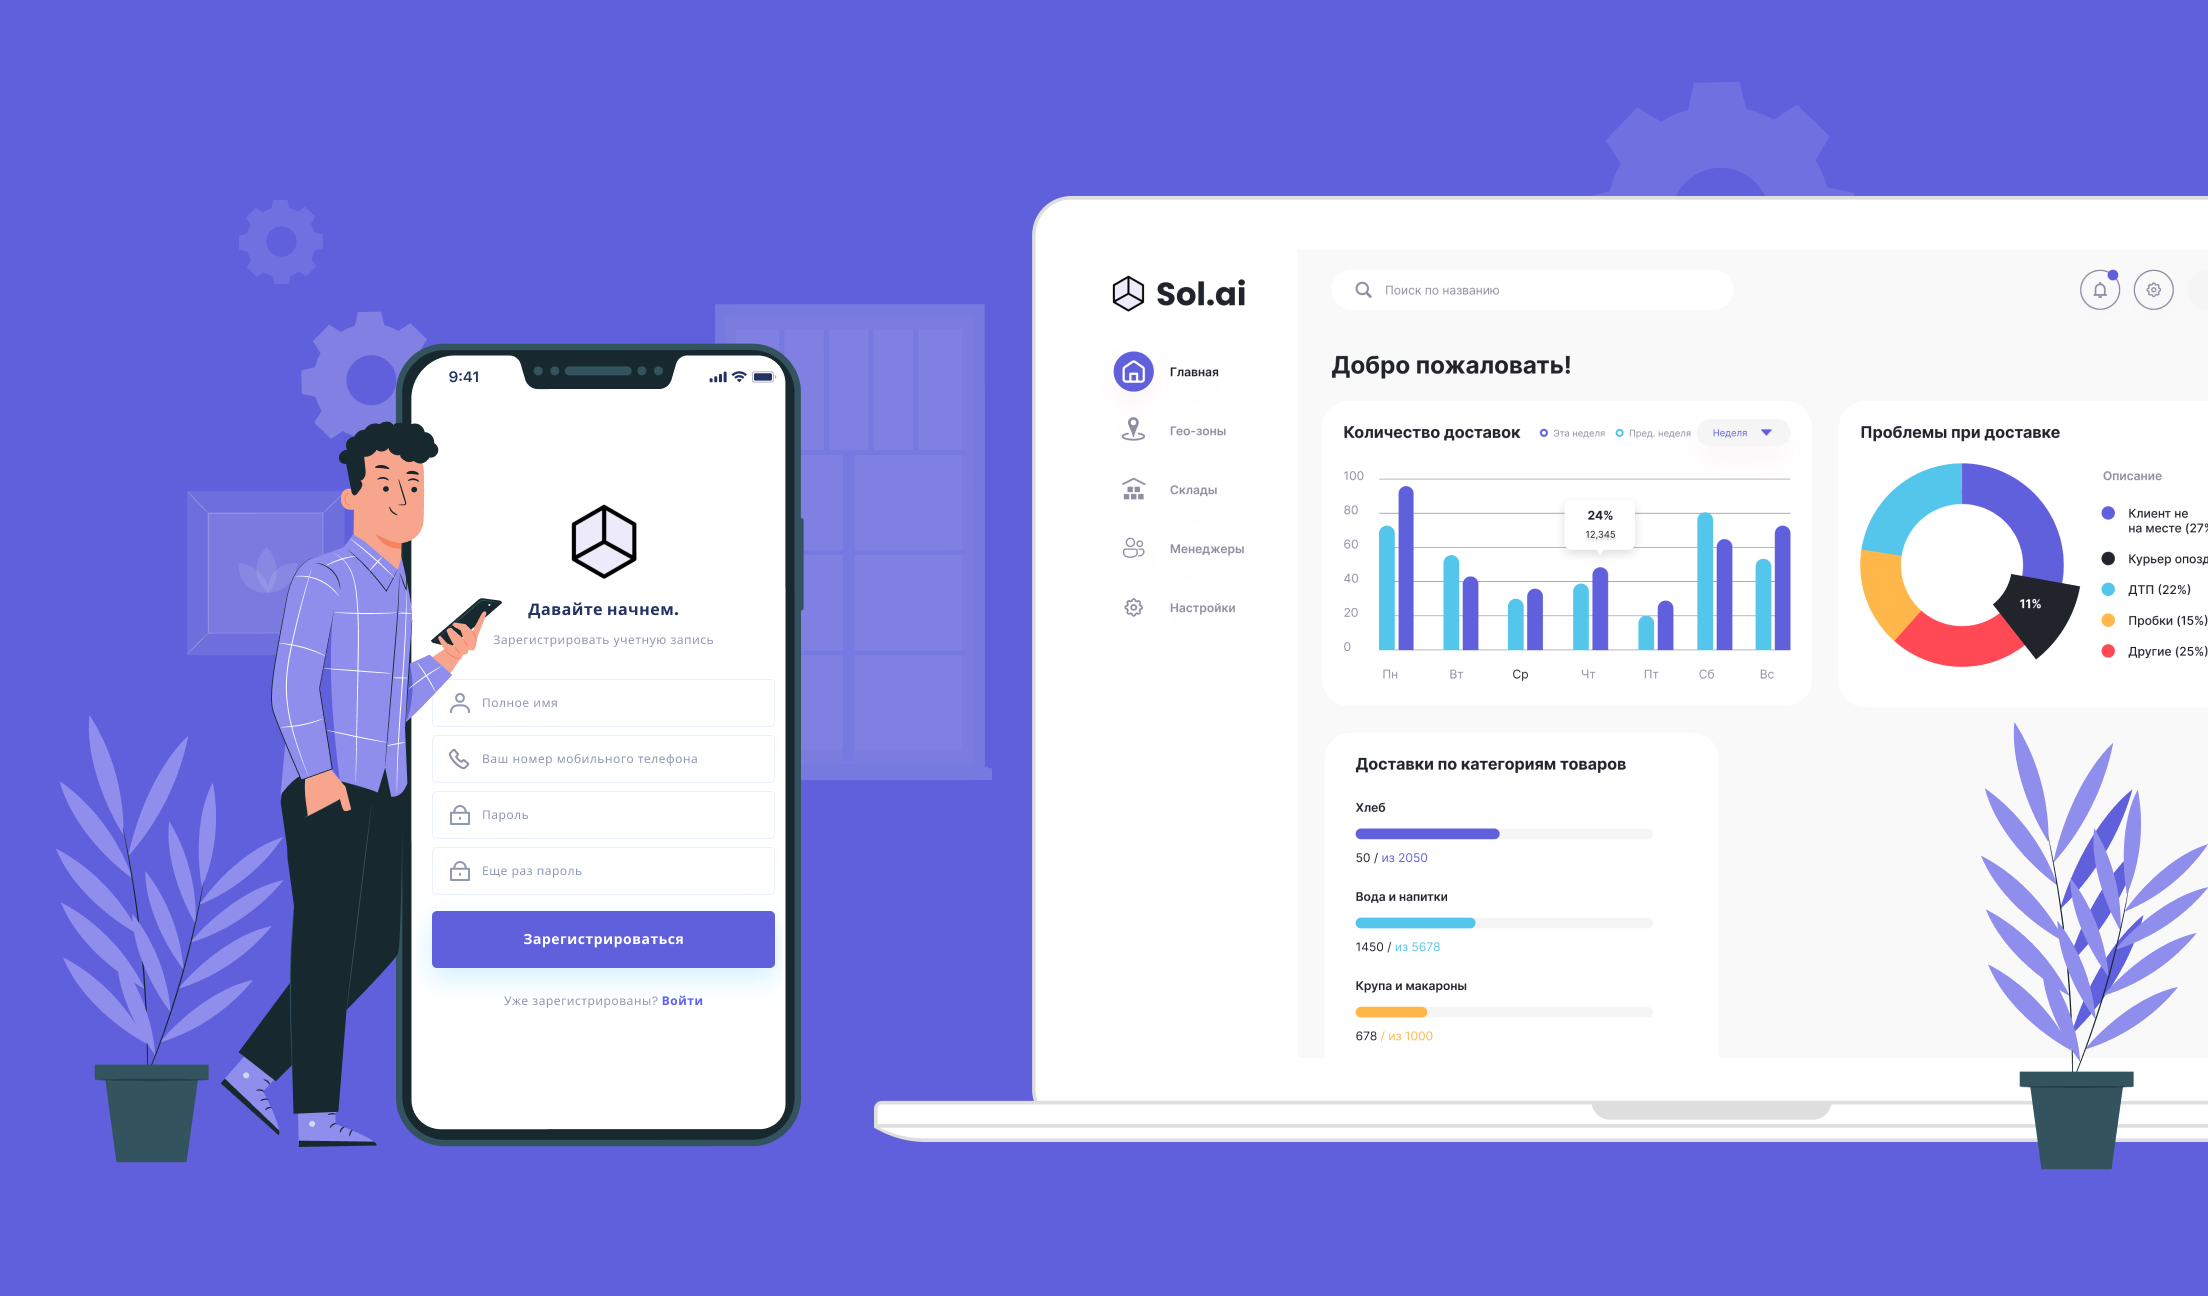 9:41
Давайте начнем.
Зарегистрировать учетную запись
Полное имя
Ваш номер мобильного телефона
Пароль
Еще раз пароль
Зарегистрироваться
Уже зарегистрированы? Войти
Sol.ai
Главная
Гео-зоны
Склады
Менеджеры
Настройки
Поиск по названию
Добро пожаловать!
Количество доставок
Эта неделя
Пред. неделя
Неделя
100
80
60
40
20
0
24%
12,345
Пн Вт Ср Чт Пт Сб Вс
Проблемы при доставке
11%
Описание
Клиент не
на месте (27%
Курьер опозд
ДТП (22%)
Пробки (15%)
Другие (25%)
Доставки по категориям товаров
Хлеб
50 / из 2050
Вода и напитки
1450 / из 5678
Крупа и макароны
678 / из 1000